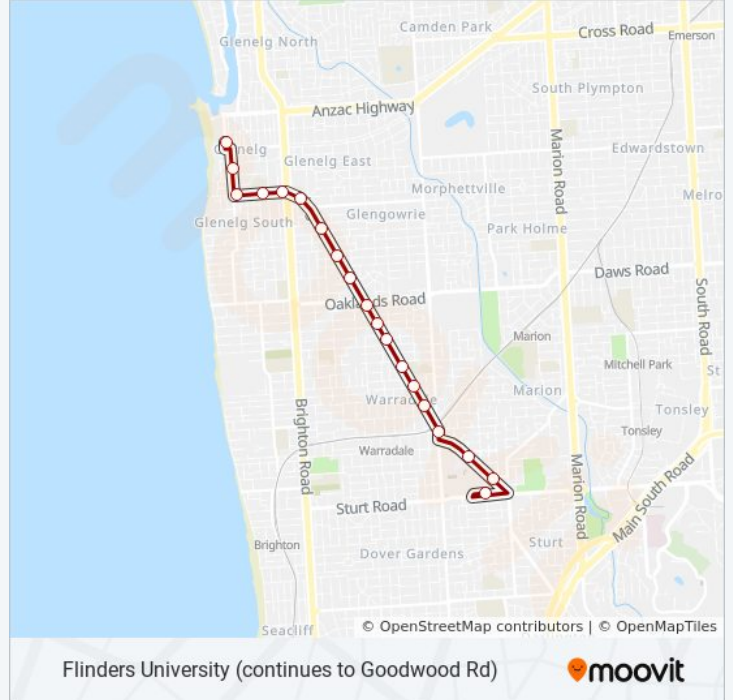 Camden Park
Cross Road
Emerson
Glenelg North
South Plympton
Anzac Highway
Edwardstown
Glenelg
Glenelg East
Marion Road
Morphettville
Melro
Glengowrie
Glenelg South
Park Holme
Daws Road
Oaklands Road
South Road
Marion
Mitchell Park
St
Marion
Warradale
Tonsley
Brighton Road
Tonsley
Warradale
Marion Road
Main South Road
Sturt Road
Sturt
Brighton
Dover Gardens
Seacliff
© OpenStreetMap contributors | © OpenMapTiles
Flinders University (continues to Goodwood Rd)
moovit